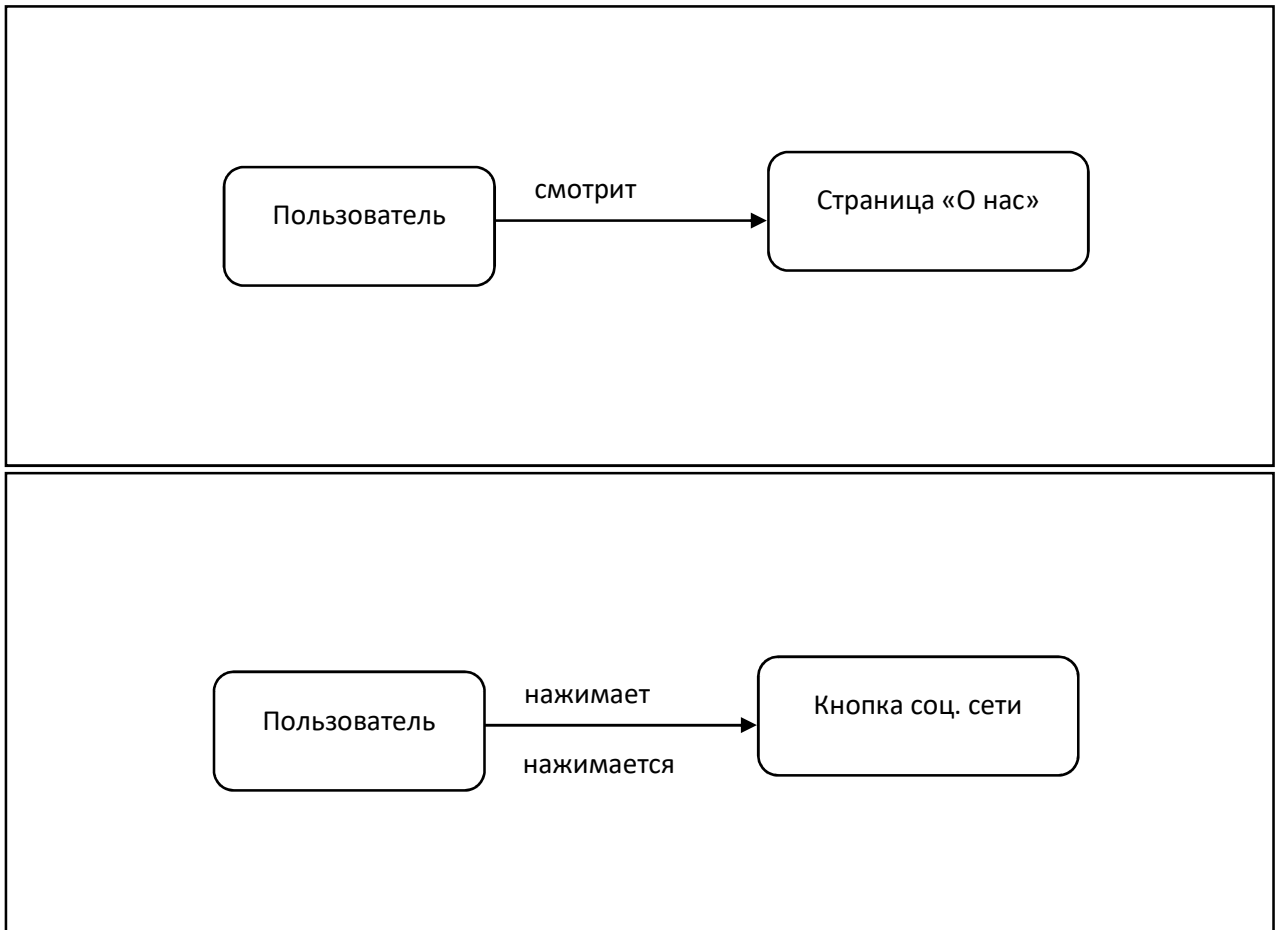 Пользователь
смотрит
Страница «О нас»
Пользователь
нажимает
нажимается
Кнопка соц. сети